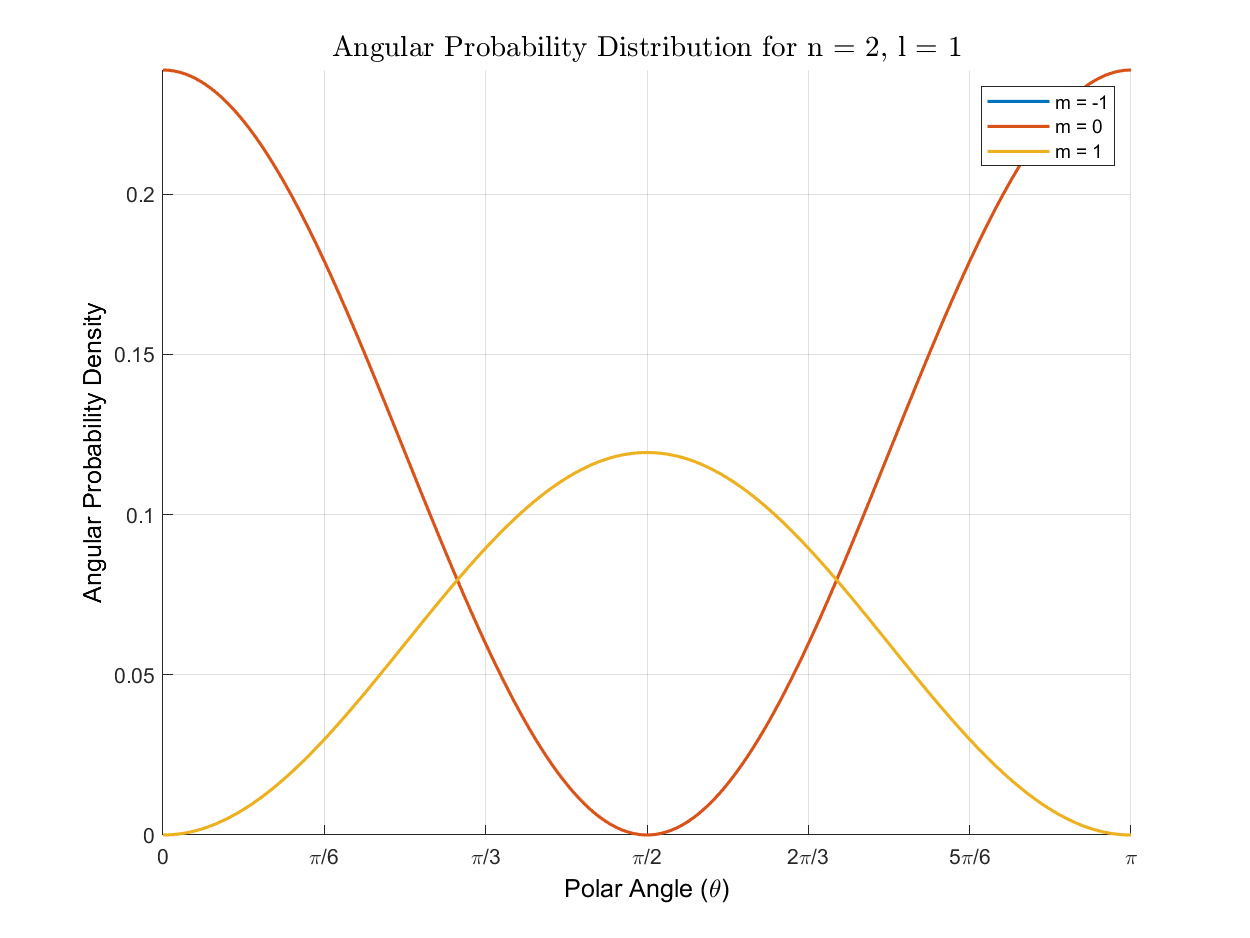 Angular Probability Distribution for n = 2, l = 1
m = -1
m = 0
m = 1
Angular Probability Density
0.2
0.15
0.1
0.05
0
0 π/6 π/3 π/2 2π/3 5π/6 π
Polar Angle (θ)